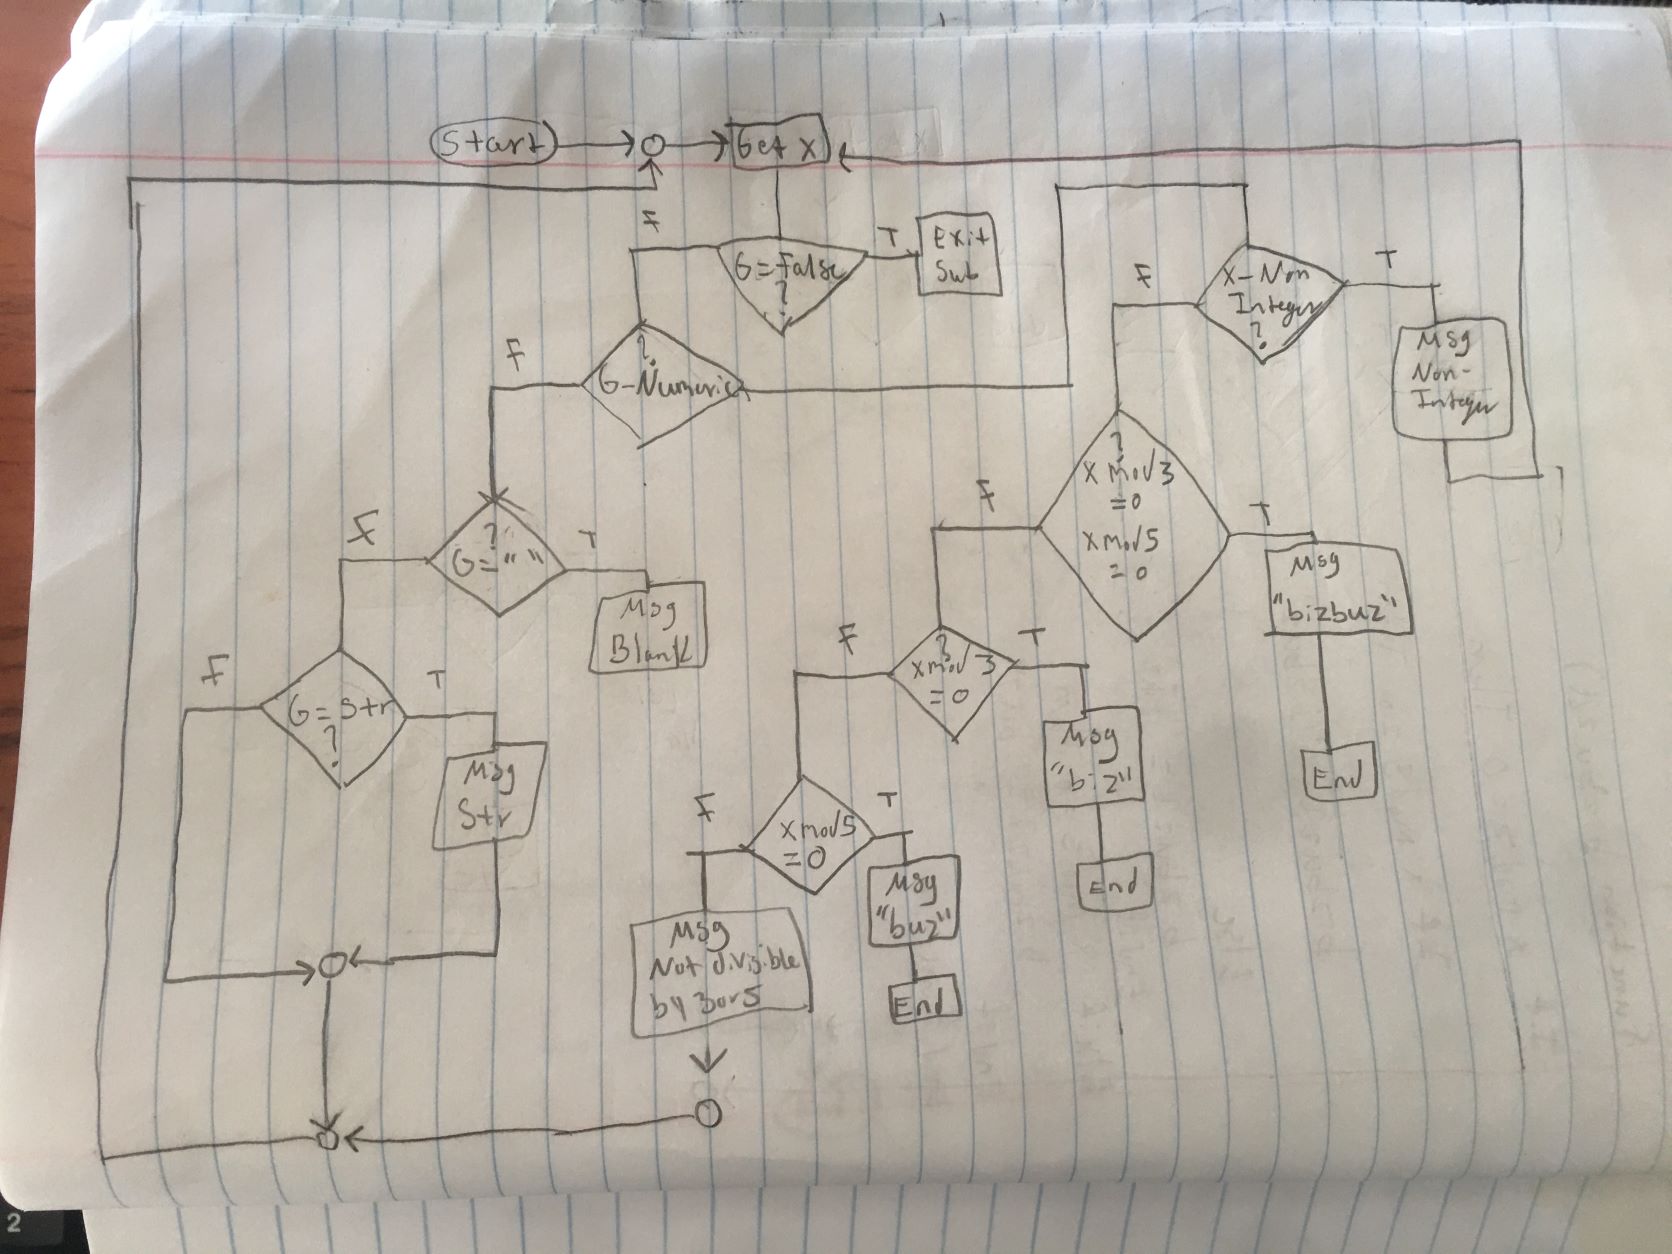 Start
Get X
F
T
Exit
Sub
G=False
?
F
T
X-Non
Integer
?
Msg
Non-
Integer
F
?
G-Numeric
?
X mod 3
=0
X mod 5
=0
F
T
Msg
"bizbuz"
End
F
T
?
G=" "
Msg
Blank
F
T
?
X mod 3
=0
Msg
"biz"
End
F
T
G=Str
?
Msg
Str
F
T
X mod 5
=0
Msg
"buz"
End
Msg
Not divisible
by 3 or 5
2